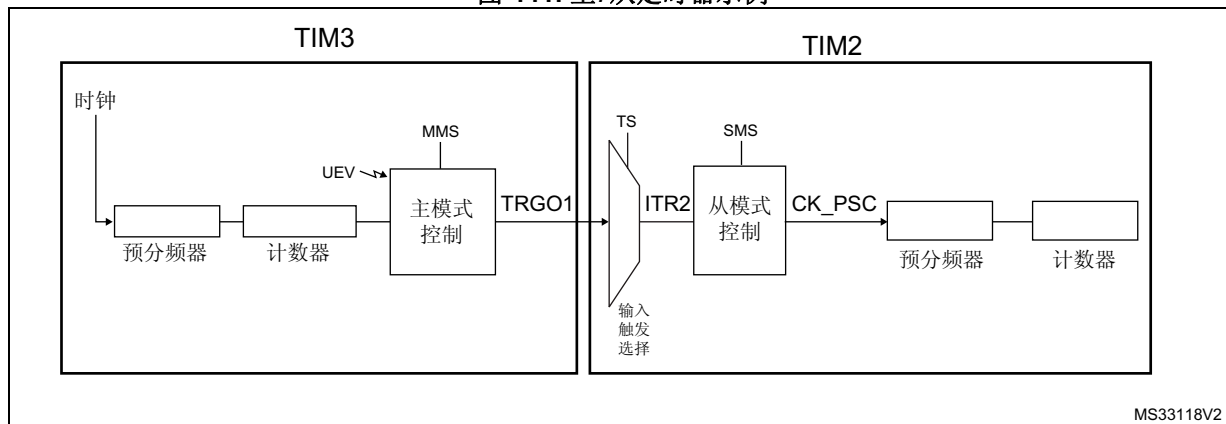 TIM3
TIM2
时钟
MMS
TS
SMS
UEV
主模式
控制
TRGO1
ITR2
从模式
控制
CK_PSC
预分频器
计数器
预分频器
计数器
输入
触发
选择
MS33118V2